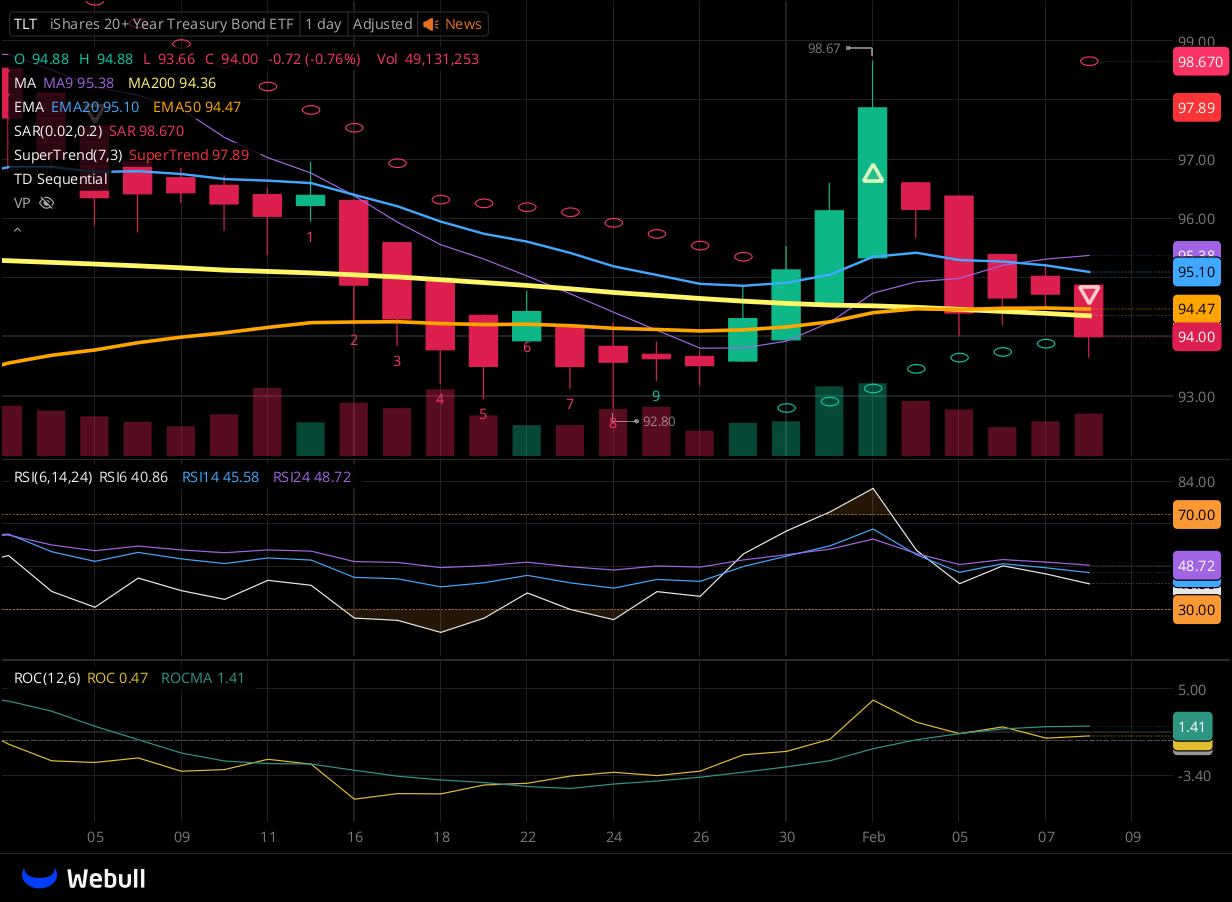 TLT iShares 20+ Year Treasury Bond ETF 1 day Adjusted News
O 94.88 H 94.88 L 93.66 C 94.00 -0.72 (-0.76%) Vol 49,131,253
MA MA9 95.38 MA200 94.36
EMA EMA20 95.10 EMA50 94.47
SAR(0.02,0.2) SAR 98.670
SuperTrend(7,3) SuperTrend 97.89
TD Sequential
VP
98.67
99.00
98.670
97.89
97.00
96.00
95.38
95.10
94.47
94.00
93.00
1
2
3
4
5
6
7
8
9
92.80
RSI(6,14,24) RSI6 40.86 RSI14 45.58 RSI24 48.72
84.00
70.00
48.72
30.00
ROC(12,6) ROC 0.47 ROCMA 1.41
5.00
1.41
-3.40
05 09 11 16 18 22 24 26 30 Feb 05 07 09
Webull